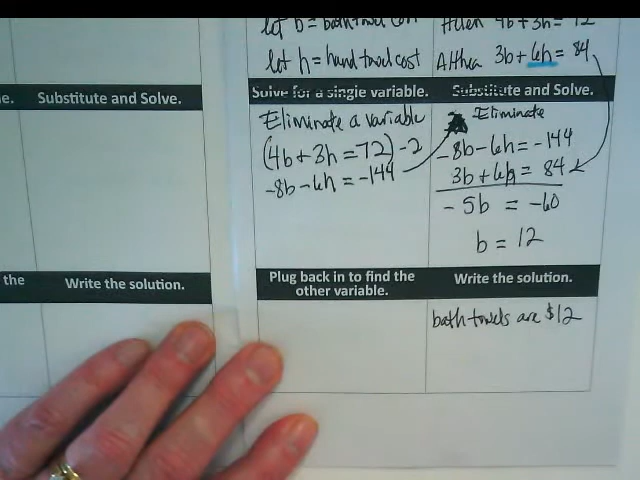 let b = bath towel cost
Helen 4b + 3h = 72
let h = hand towel cost
Althea 3b + 6h = 84
e. Substitute and Solve.
Solve for a single variable.
Substitute and Solve.
Eliminate a variable
(4b + 3h = 72) - 2
-8b - 6h = -144
Eliminate
-8b - 6h = -144
3b + 6h = 84
- 5b = -60
b = 12
the
Write the solution.
Plug back in to find the
other variable.
Write the solution.
bath towels are $12